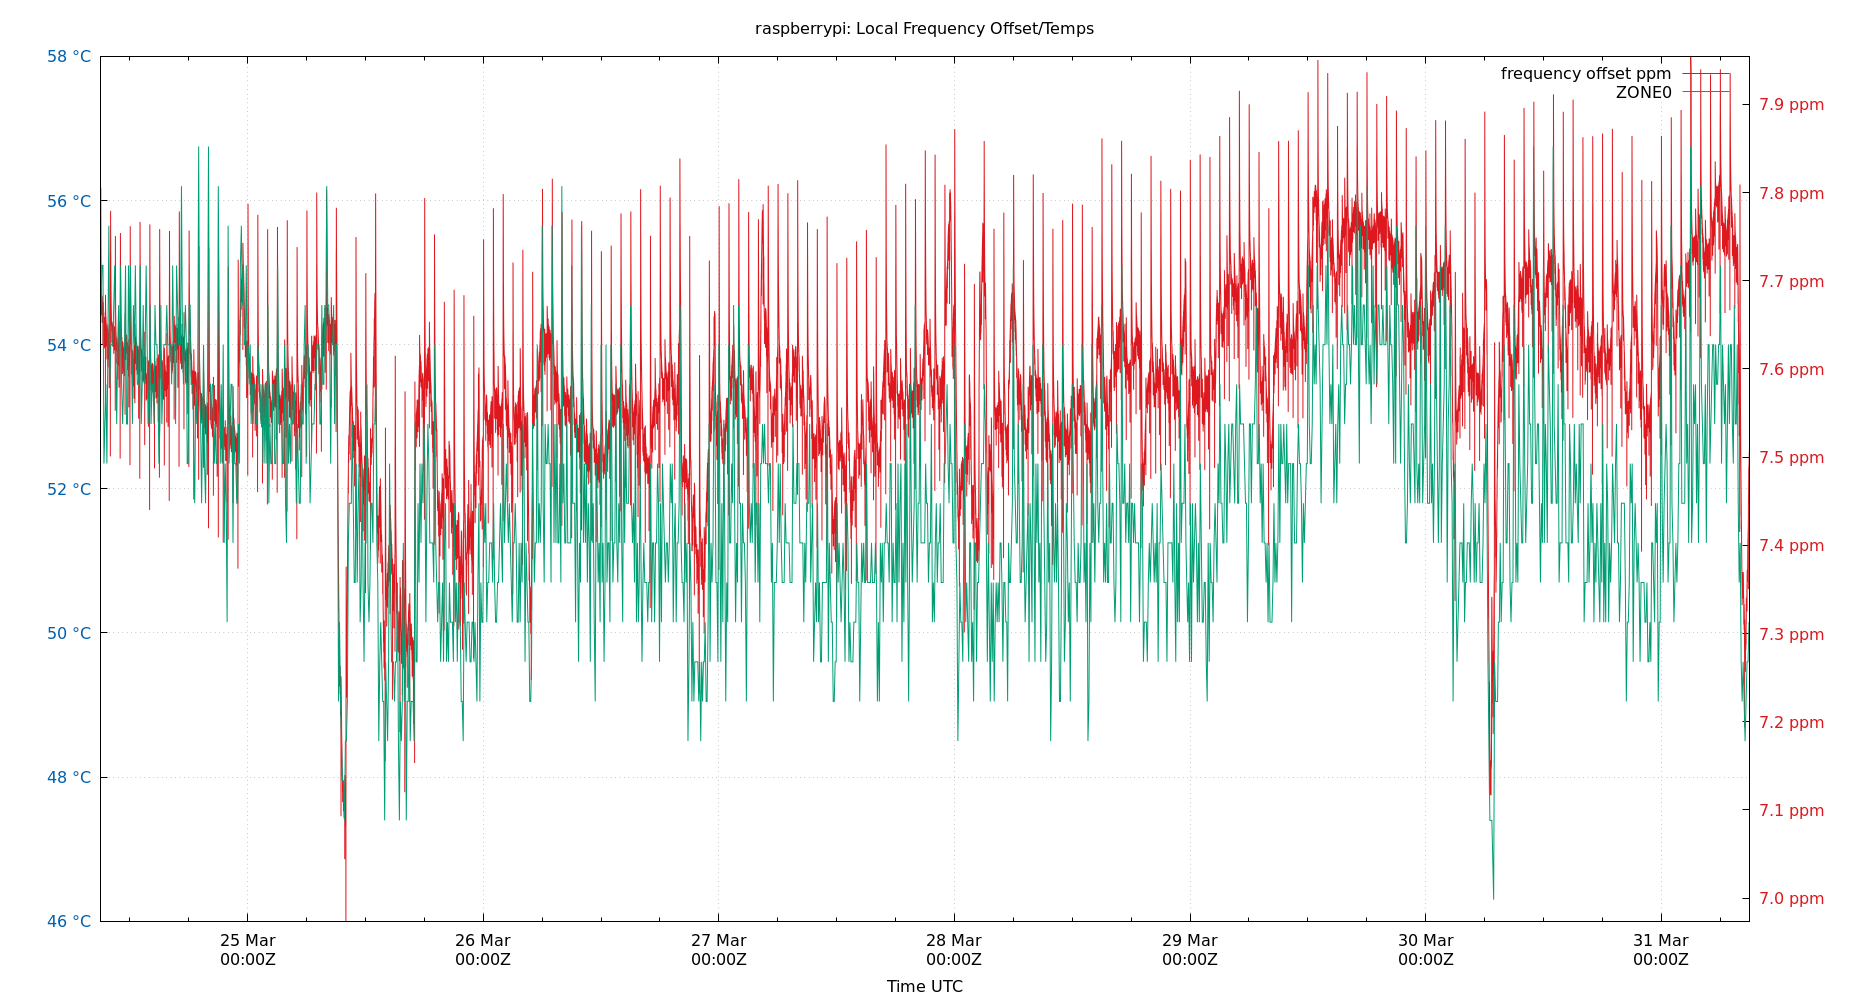 raspberrypi: Local Frequency Offset/Temps
58 °C
56 °C
54 °C
52 °C
50 °C
48 °C
46 °C
frequency offset ppm
ZONE0
7.9 ppm
7.8 ppm
7.7 ppm
7.6 ppm
7.5 ppm
7.4 ppm
7.3 ppm
7.2 ppm
7.1 ppm
7.0 ppm
25 Mar
00:00Z
26 Mar
00:00Z
27 Mar
00:00Z
28 Mar
00:00Z
29 Mar
00:00Z
30 Mar
00:00Z
31 Mar
00:00Z
Time UTC